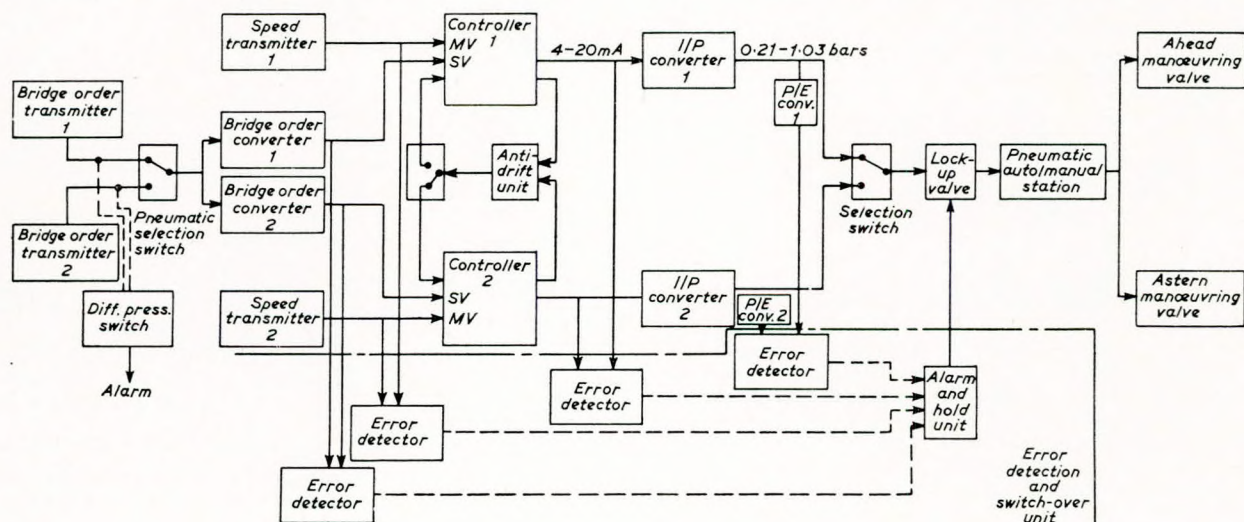 Speed
transmitter
1
Controller
1
MV
SV
4-20mA
I/P
converter
1
0·21-1·03 bars
Ahead
manœuvring
valve
Bridge order
transmitter
1
Bridge order
converter
1
P/E
conv.
1
Anti-
drift
unit
Lock-
up
valve
Pneumatic
auto/manual
station
Pneumatic
selection
switch
Bridge order
converter
2
Selection
switch
Bridge order
transmitter
2
Controller
2
SV
MV
I/P
converter
2
Astern
manœuvring
valve
Diff. press.
switch
Speed
transmitter
2
P/E
conv. 2
Error
detector
Alarm
Error
detector
Alarm
and
hold
unit
Error
detector
Error
detector
Error
detection
and
switch-over
unit